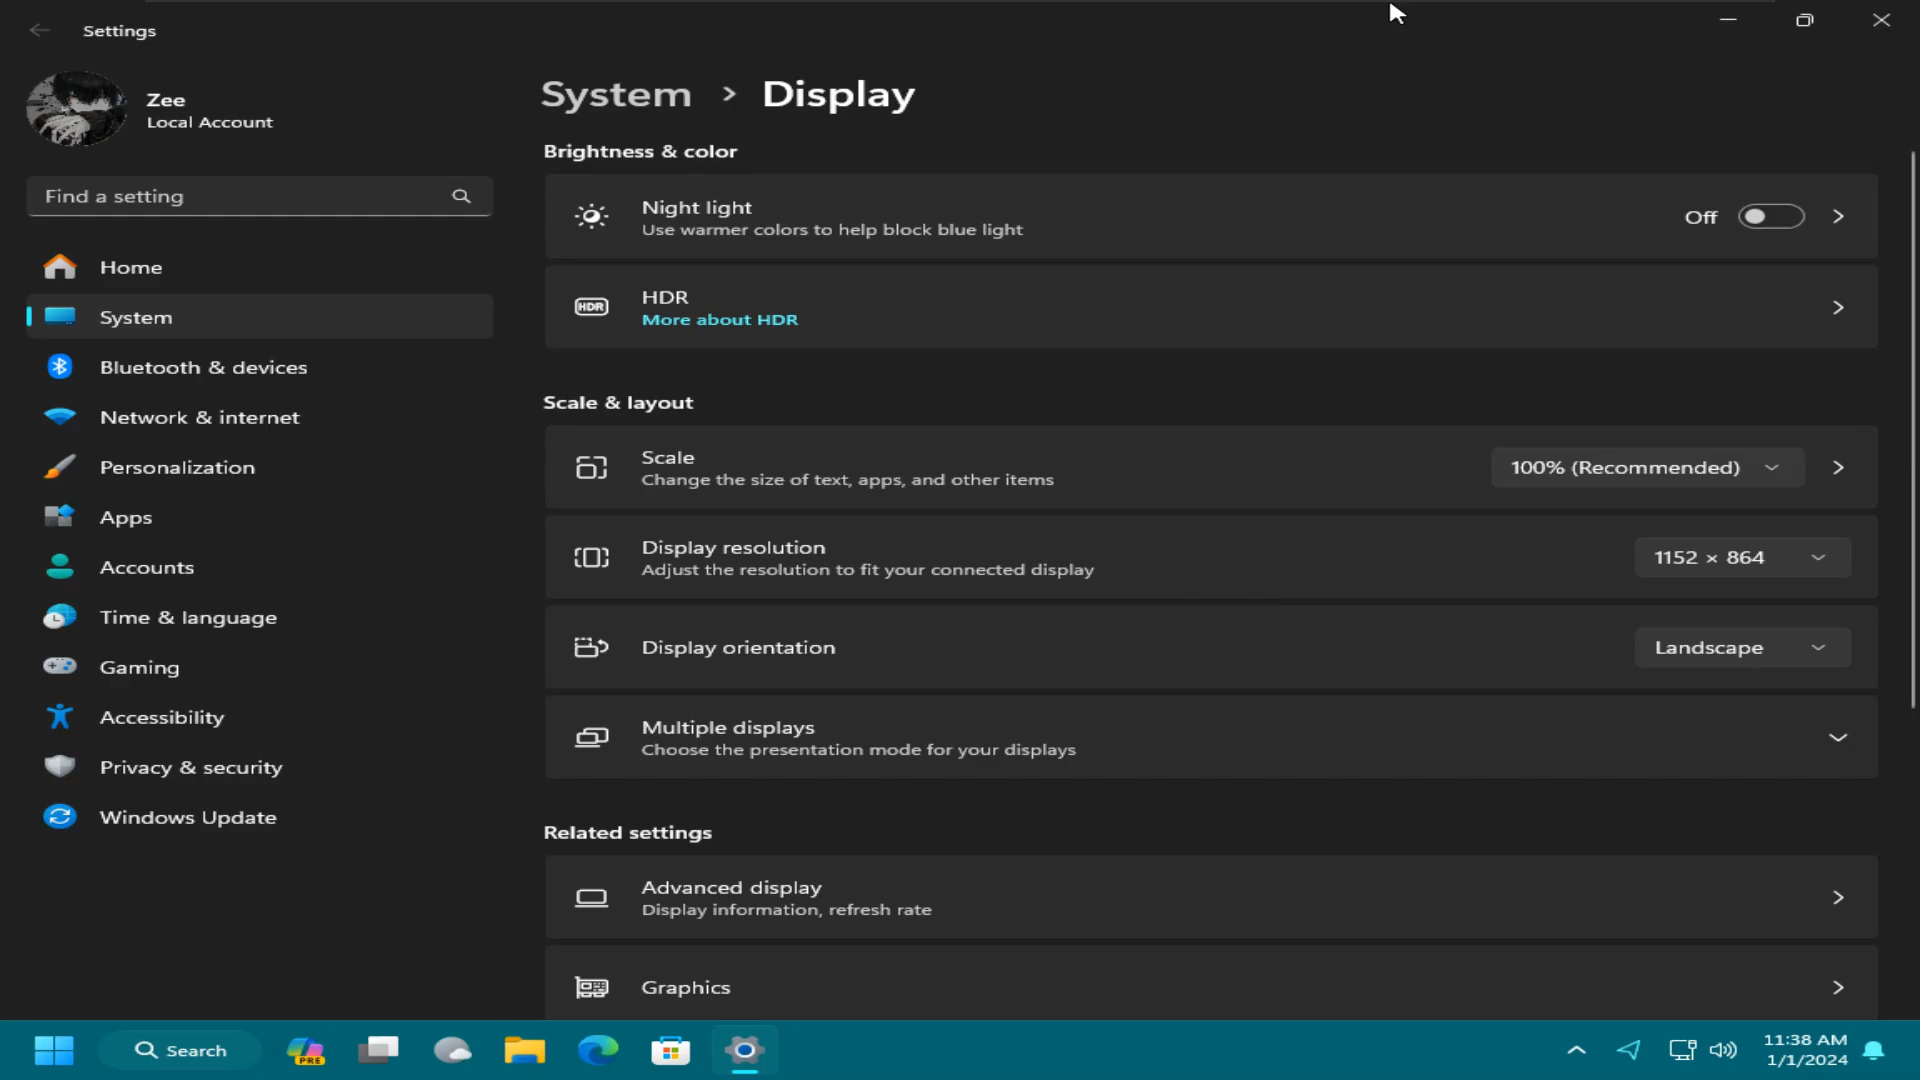 Settings
Zee
Local Account
Find a setting
Home
System
Bluetooth & devices
Network & internet
Personalization
Apps
Accounts
Time & language
Gaming
Accessibility
Privacy & security
Windows Update
System > Display
Brightness & color
Night light
Use warmer colors to help block blue light
Off
HDR
HDR
More about HDR
Scale & layout
Scale
Change the size of text, apps, and other items
100% (Recommended)
Display resolution
Adjust the resolution to fit your connected display
1152 × 864
Display orientation
Landscape
Multiple displays
Choose the presentation mode for your displays
Related settings
Advanced display
Display information, refresh rate
Graphics
Search
PRE
11:38 AM
1/1/2024